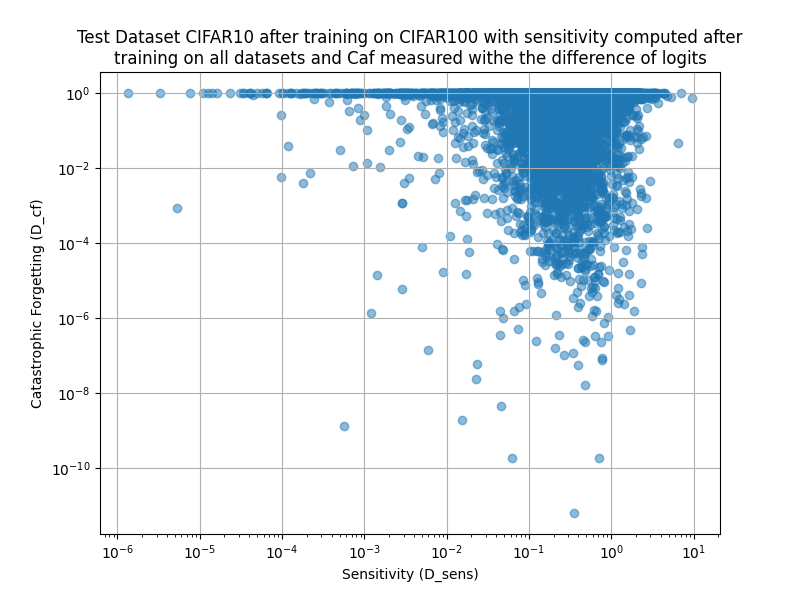 Test Dataset CIFAR10 after training on CIFAR100 with sensitivity computed after
training on all datasets and Caf measured withe the difference of logits
Catastrophic Forgetting (D_cf)
10⁰
10⁻²
10⁻⁴
10⁻⁶
10⁻⁸
10⁻¹⁰
10⁻⁶ 10⁻⁵ 10⁻⁴ 10⁻³ 10⁻² 10⁻¹ 10⁰ 10¹
Sensitivity (D_sens)